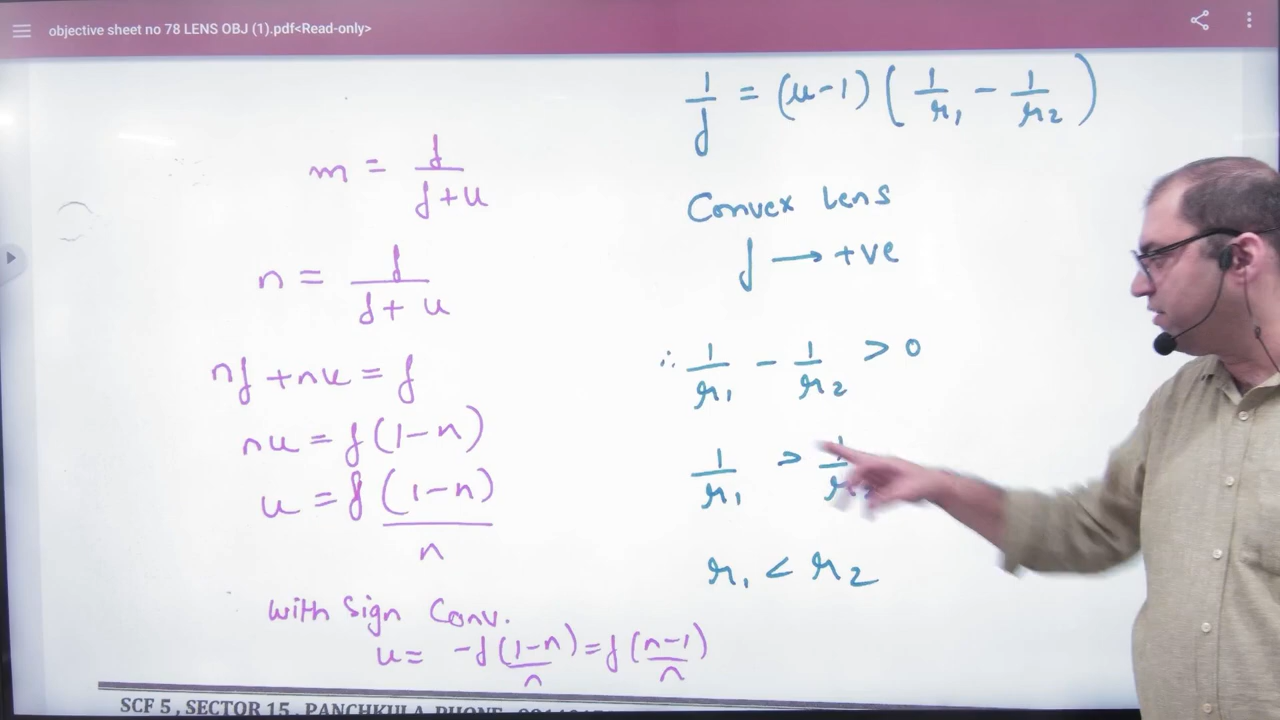 objective sheet no 78 LENS OBJ (1).pdf<Read-only>
m = f/(f+u)
n = f/(f+u)
nf + nu = f
nu = f(1-n)
u = f(1-n)/n
with Sign Conv.
u = -f(1-n)/n = f(n-1)/n
1/f = (μ-1)(1/r₁ - 1/r₂)
Convex Lens
f → +ve
∴ 1/r₁ - 1/r₂ > 0
1/r₁ > 1/r₂
r₁ < r₂
SCF 5, SECTOR 15, PANCHKULA, PHONE